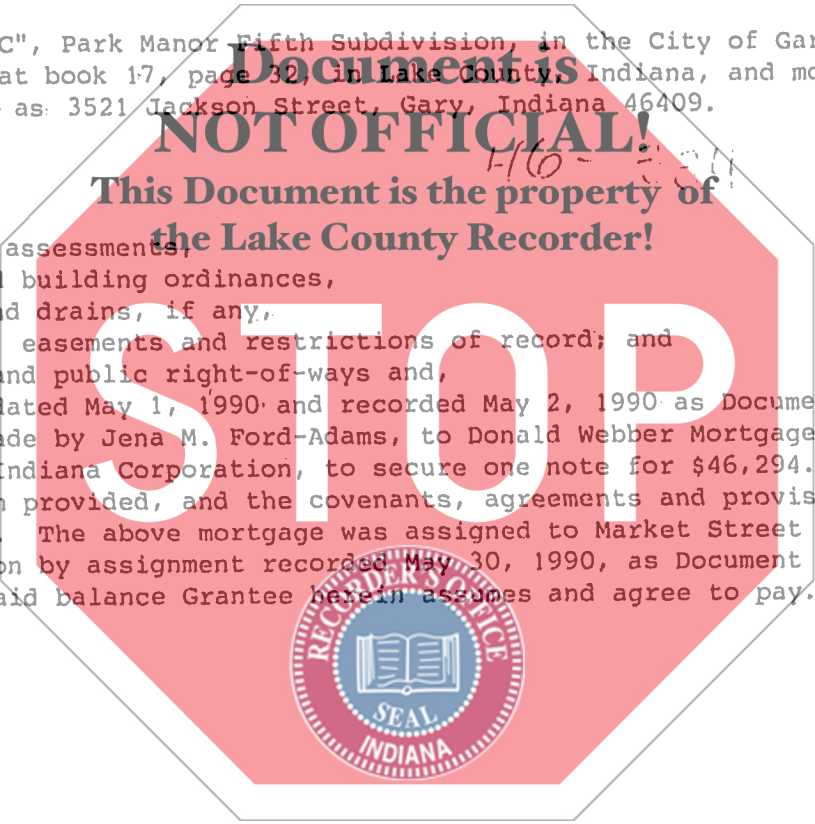 C", Park Manor Fifth Subdivision, in the City of Gar
at book 17, page 32, in Lake County, Indiana, and mo
as 3521 Jackson Street, Gary, Indiana 46409.
Document is
NOT OFFICIAL!
This Document is the property of
the Lake County Recorder!
assessments,
building ordinances,
d drains, if any,
easements and restrictions of record; and
nd public right-of-ways and,
dated May 1, 1990 and recorded May 2, 1990 as Docume
ade by Jena M. Ford-Adams, to Donald Webber Mortgage
Indiana Corporation, to secure one note for $46,294.
n provided, and the covenants, agreements and provis
. The above mortgage was assigned to Market Street
on by assignment recorded May 30, 1990, as Document
aid balance Grantee herein assumes and agree to pay.
STOP
RECORDER'S OFFICE
SEAL
INDIANA